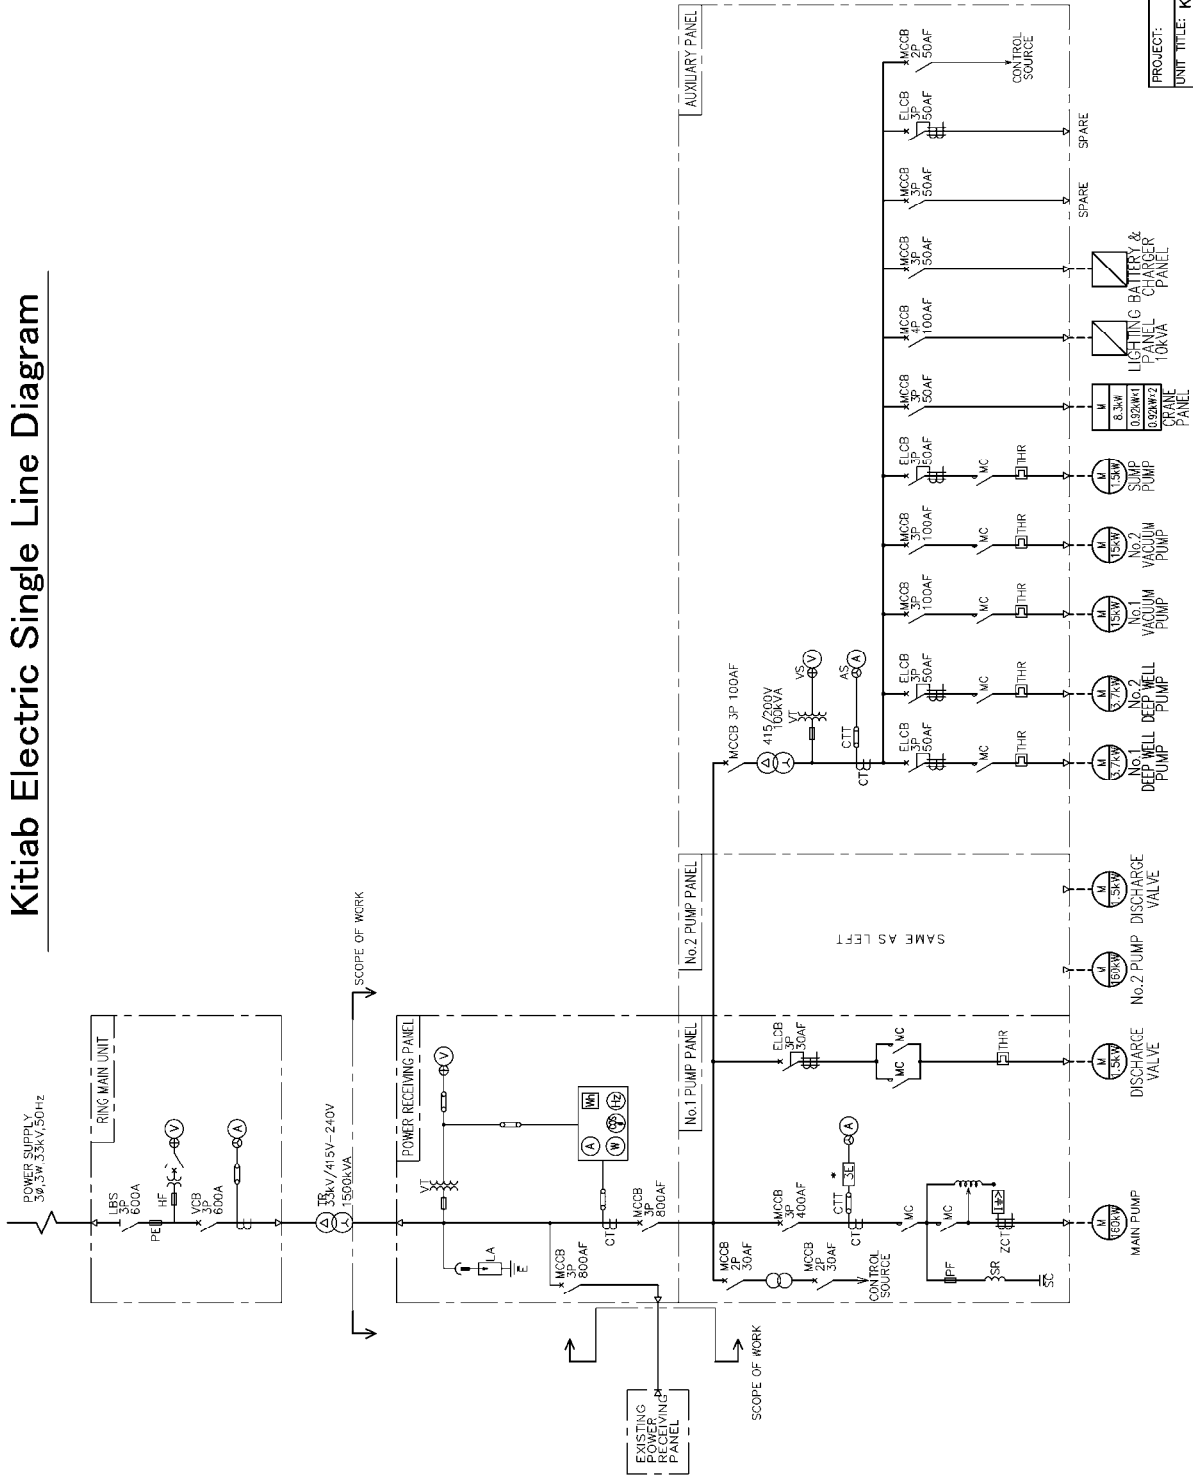 Kitiab Electric Single Line Diagram
POWER SUPPLY
3ø,3W,33kV,50Hz
RING MAIN UNIT
LBS
3P
600A
PF
HF
V
VCB
3P
600A
A
TR
33kV/415V-240V
1500kVA
SCOPE OF WORK
POWER RECEIVING PANEL
VT
V
LA
E
MCCB
3P
800AF
Wh
A
W
cosφ
Hz
CT
MCCB
3P
800AF
EXISTING
POWER
RECEIVING
PANEL
SCOPE OF WORK
No.1 PUMP PANEL
MCCB
2P
30AF
MCCB
2P
30AF
CONTROL
SOURCE
MCCB
3P
400AF
CTT
*
3E
A
CT
MC
MC
ZCT
PF
SR
SC
M
160kW
MAIN PUMP
ELCB
3P
30AF
MC
MC
THR
M
1.5kW
DISCHARGE
VALVE
No.2 PUMP PANEL
SAME AS LEFT
M
160kW
No.2 PUMP
M
1.5kW
DISCHARGE
VALVE
AUXILIARY PANEL
MCCB 3P 100AF
415/200V
100kVA
VT
VS
V
CTT
AS
A
CT
ELCB
3P
50AF
MC
THR
M
3.7kW
No.1
DEEP WELL
PUMP
ELCB
3P
50AF
MC
THR
M
3.7kW
No.2
DEEP WELL
PUMP
MCCB
3P
100AF
MC
THR
M
15kW
No.1
VACUUM
PUMP
MCCB
3P
100AF
MC
THR
M
15kW
No.2
VACUUM
PUMP
ELCB
3P
50AF
MC
THR
M
1.5kW
SUMP
PUMP
MCCB
3P
50AF
M
8.3kW
0.92kW×1
0.92kW×2
CRANE
PANEL
MCCB
4P
100AF
LIGHTING
PANEL
10kVA
MCCB
3P
50AF
BATTERY &
CHARGER
PANEL
MCCB
3P
50AF
SPARE
ELCB
3P
50AF
SPARE
MCCB
2P
50AF
CONTROL
SOURCE
PROJECT:
UNIT TITLE: K